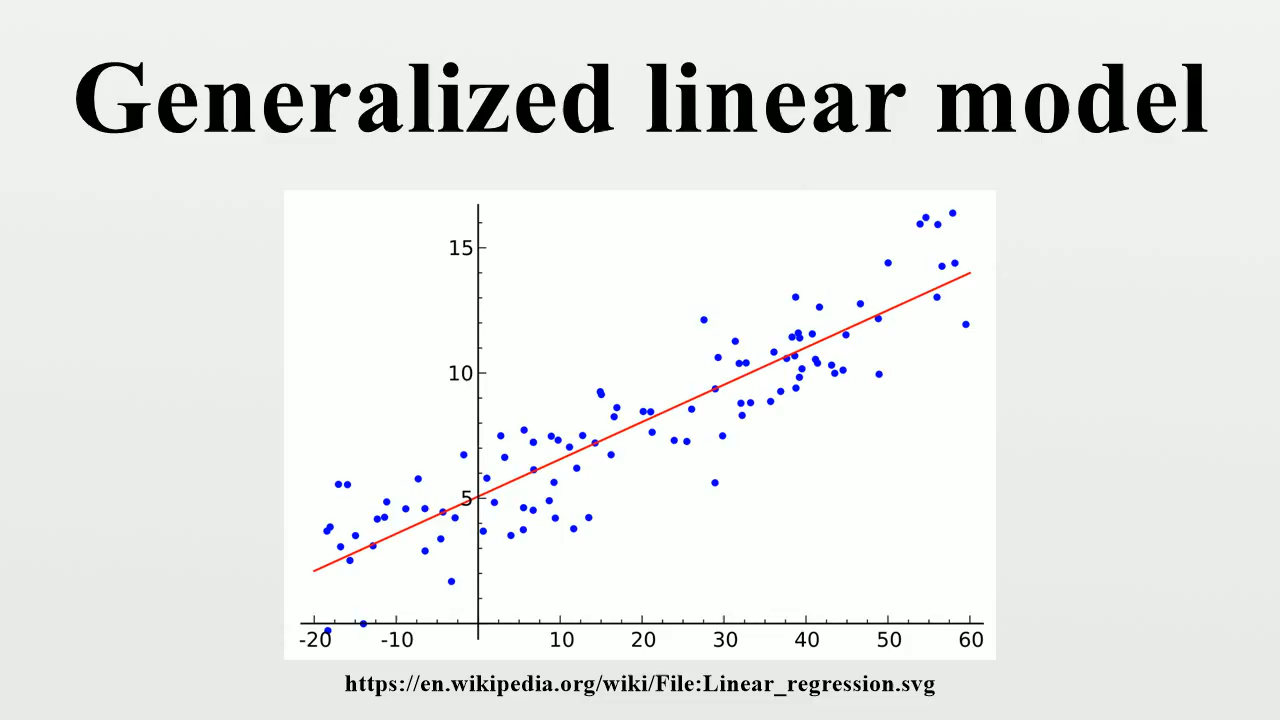 Generalized linear model
15
10
5
-20 -10 10 20 30 40 50 60
https://en.wikipedia.org/wiki/File:Linear_regression.svg